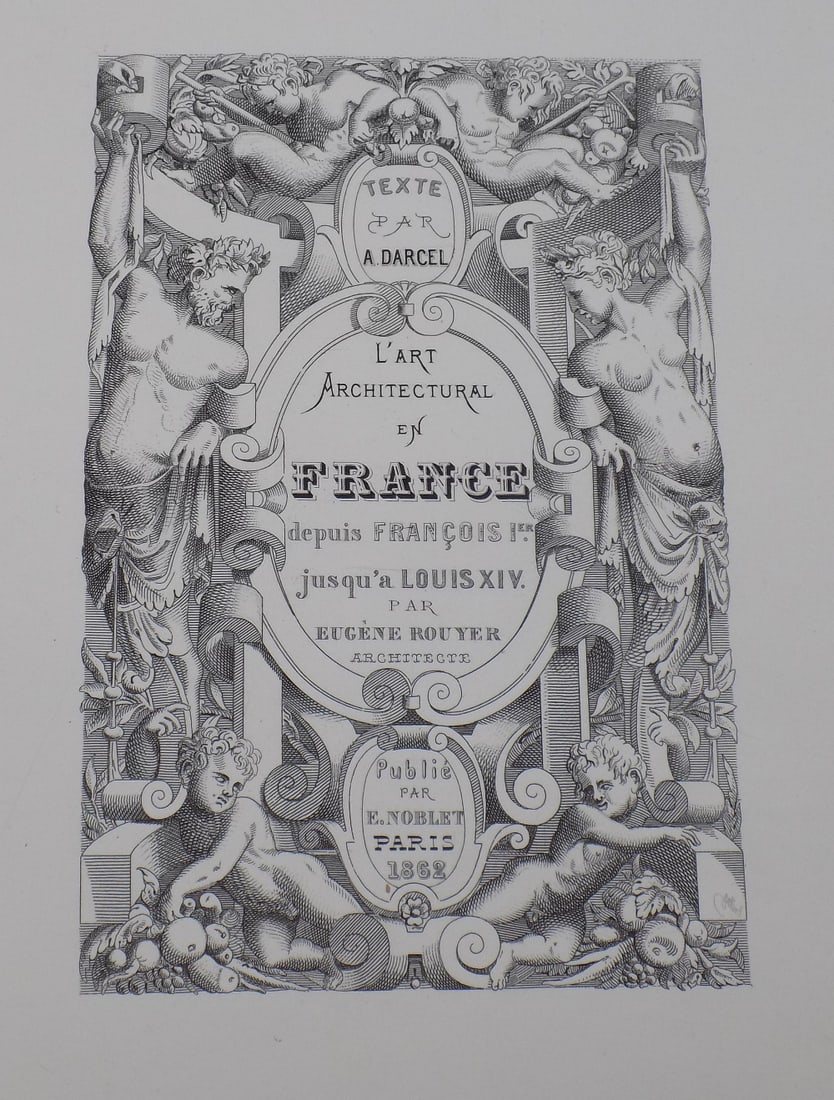 TEXTE
PAR
A. DARCEL
L'ART
ARCHITECTURAL
EN
FRANCE
depuis FRANÇOIS IER.
jusqu'a LOUIS XIV.
PAR
EUGÈNE ROUYER
ARCHITECTE
Publié
PAR
E. NOBLET
PARIS
1862